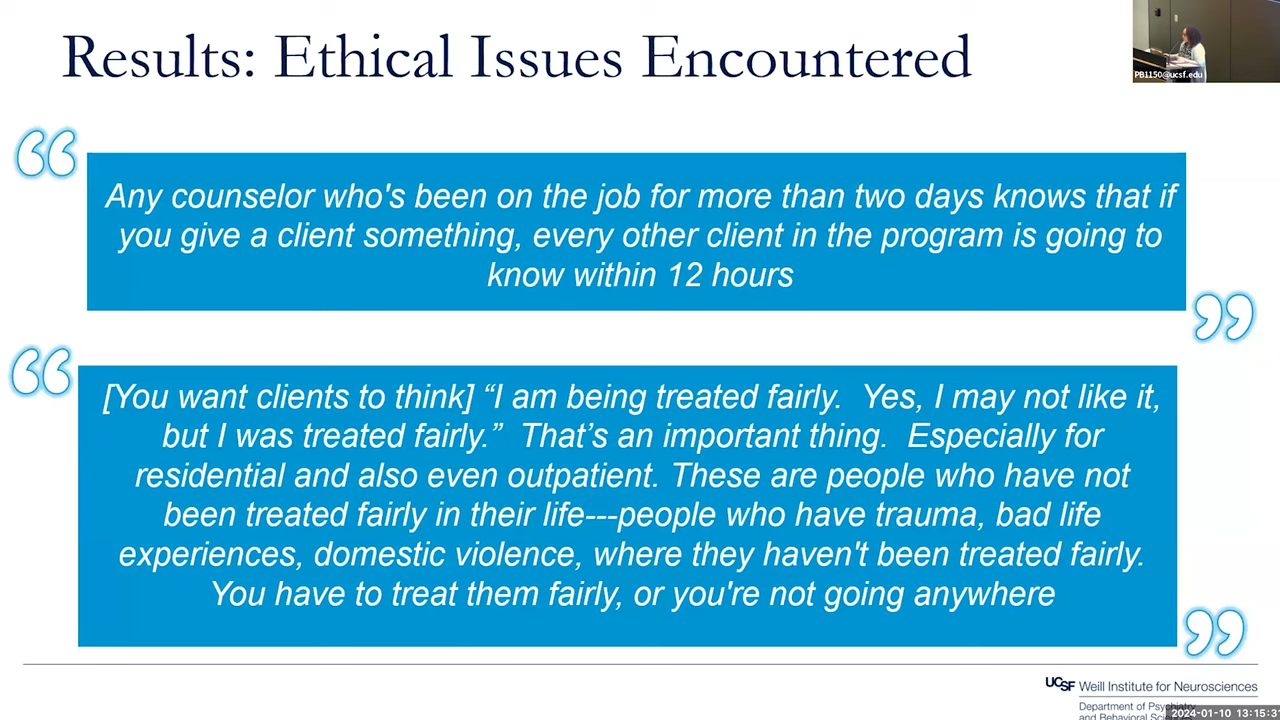 Results: Ethical Issues Encountered
PB1150@ucsf.edu
“
Any counselor who's been on the job for more than two days knows that if
you give a client something, every other client in the program is going to
know within 12 hours
”
“
[You want clients to think] “I am being treated fairly.  Yes, I may not like it,
but I was treated fairly.”  That’s an important thing.  Especially for
residential and also even outpatient. These are people who have not
been treated fairly in their life---people who have trauma, bad life
experiences, domestic violence, where they haven't been treated fairly.
You have to treat them fairly, or you're not going anywhere
”
UCSF Weill Institute for Neurosciences
Department of Psychiatry
and Behavioral
2024-01-10 13:15:31